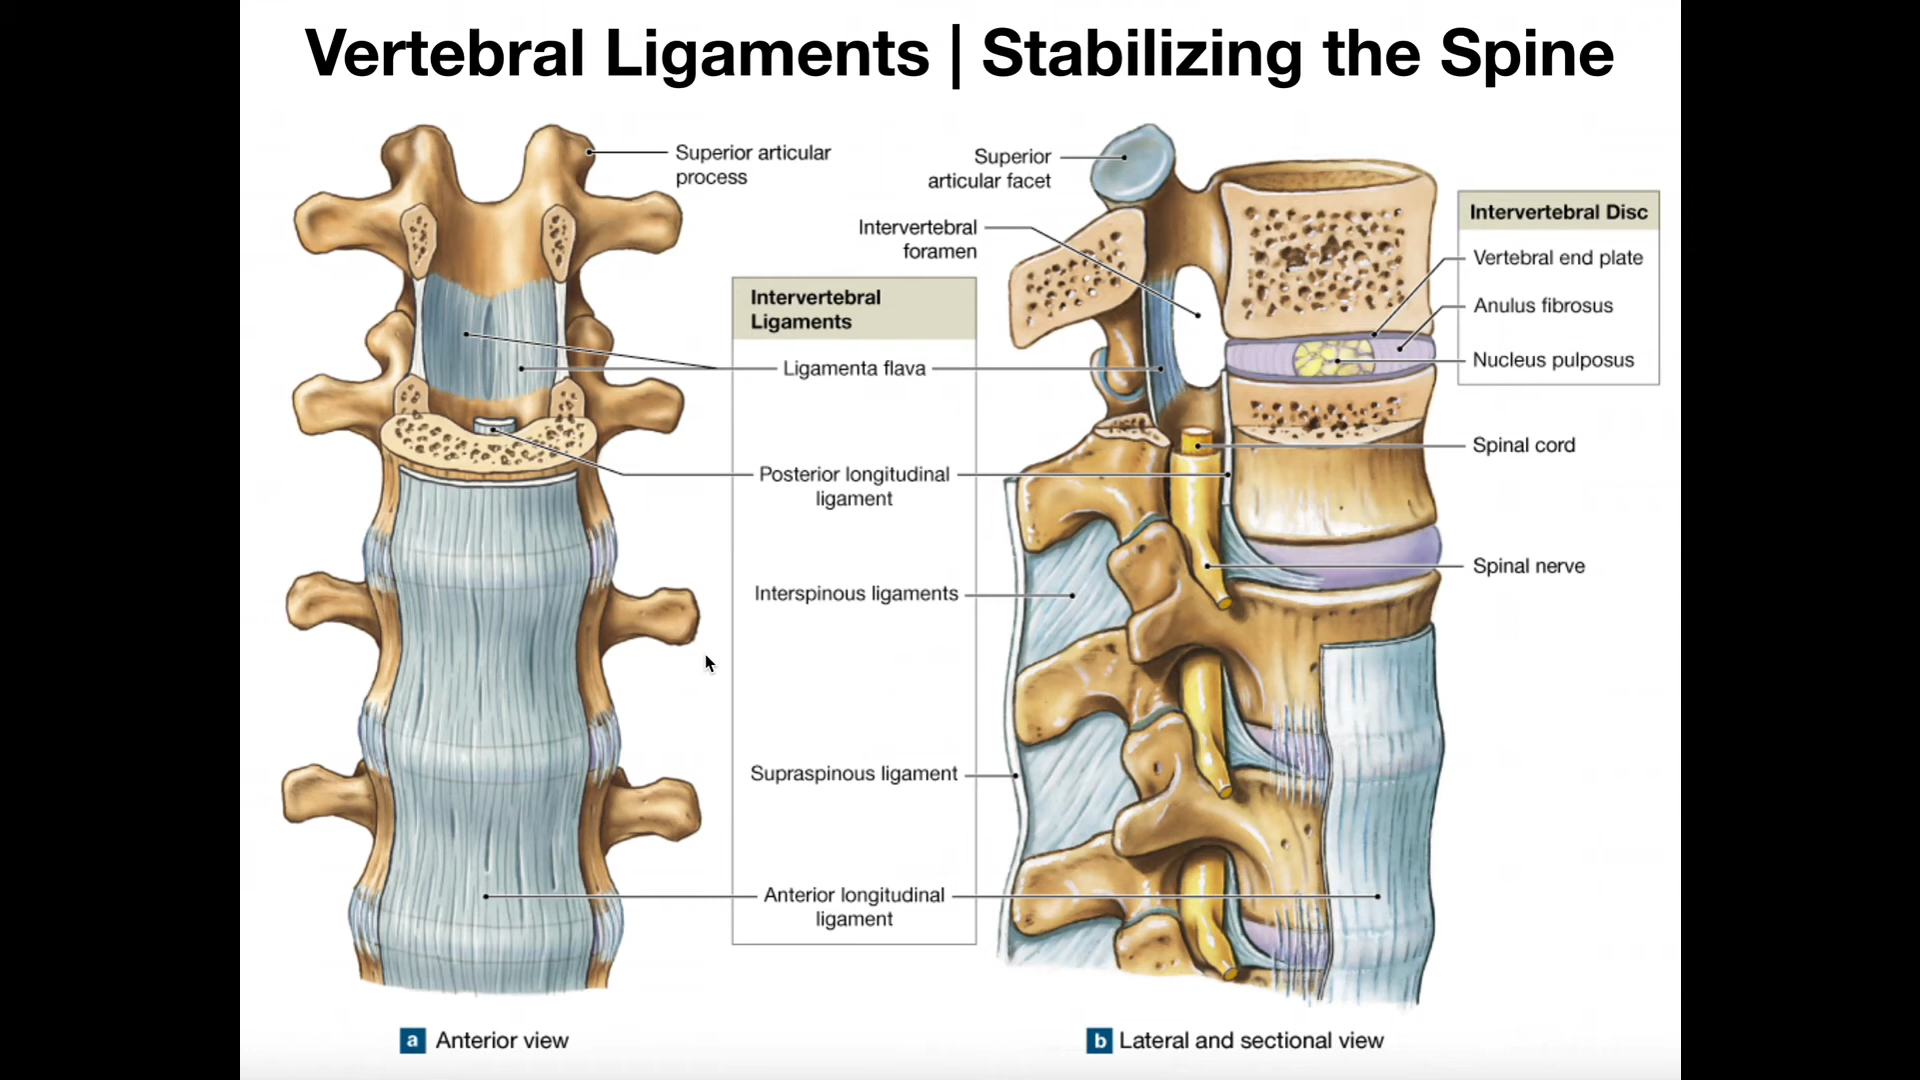 Vertebral Ligaments | Stabilizing the Spine
Superior articular
process
Superior
articular facet
Intervertebral
foramen
Intervertebral
Ligaments
Ligamenta flava
Posterior longitudinal
ligament
Interspinous ligaments
Supraspinous ligament
Anterior longitudinal
ligament
Intervertebral Disc
Vertebral end plate
Anulus fibrosus
Nucleus pulposus
Spinal cord
Spinal nerve
a Anterior view
b Lateral and sectional view